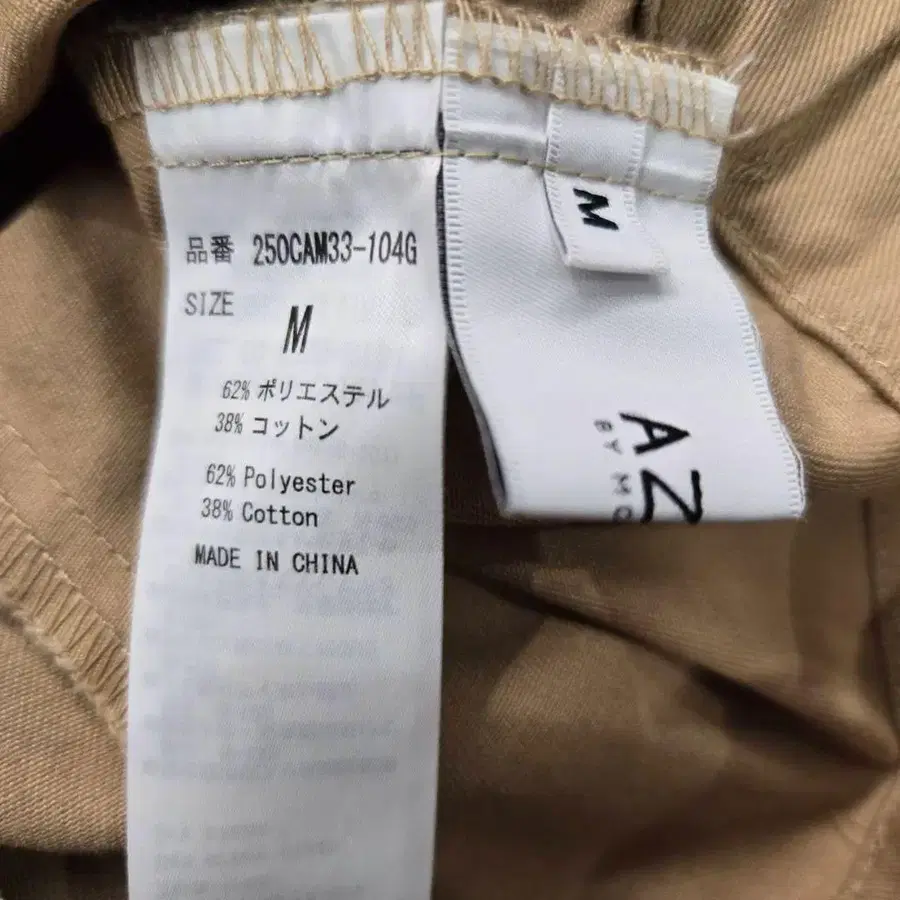 品番 250CAM33-104G
SIZE
M
62% ポリエステル
38% コットン
62% Polyester
38% Cotton
MADE IN CHINA
M
AZ
BY MO